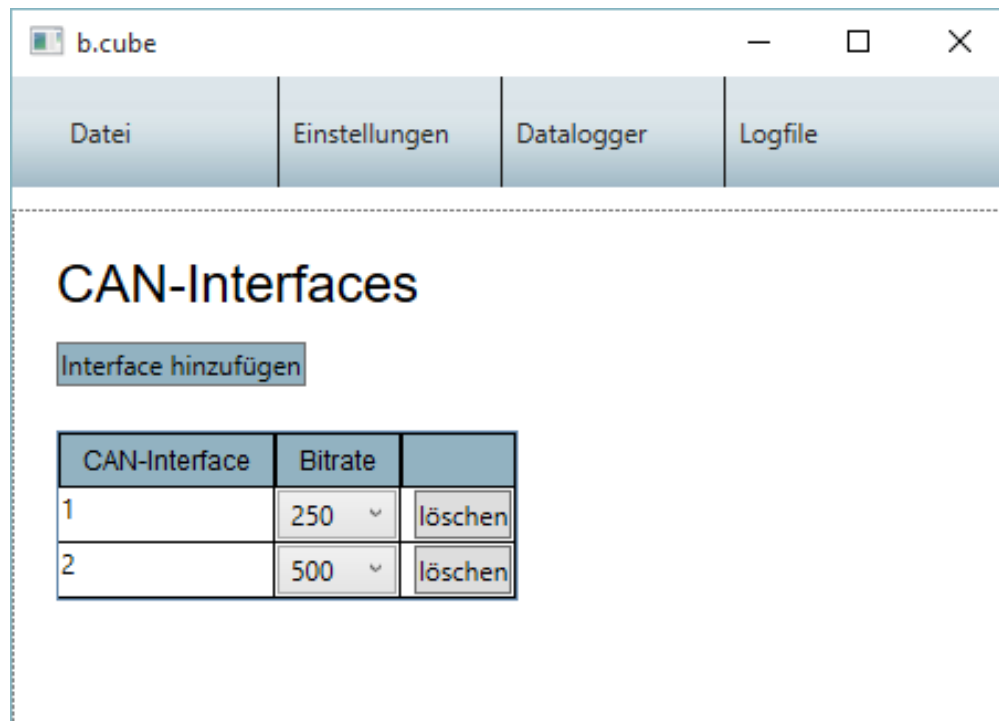 b.cube
Datei Einstellungen Datalogger Logfile
CAN-Interfaces
Interface hinzufügen
CAN-Interface Bitrate
1 250 löschen
2 500 löschen